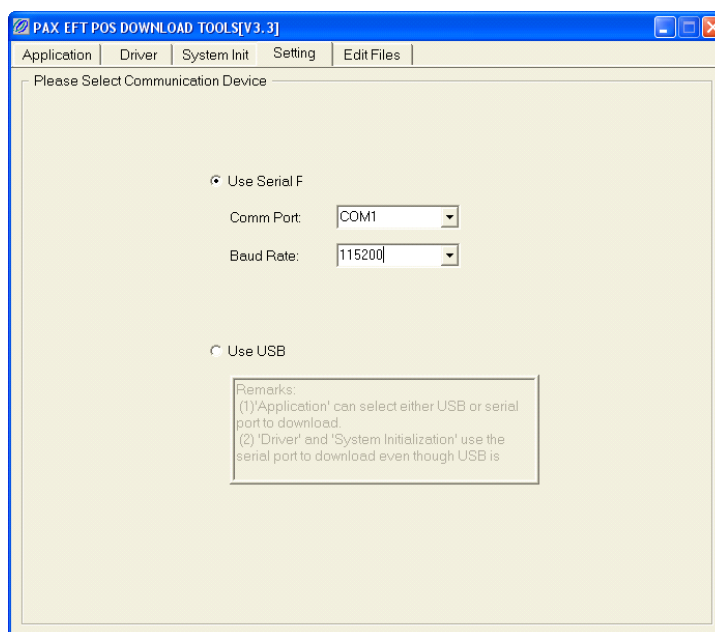 PAX EFT POS DOWNLOAD TOOLS[V3.3]
Application Driver System Init Setting Edit Files
Please Select Communication Device
Use Serial F
Comm Port: COM1
Baud Rate: 115200
Use USB
Remarks:
(1)'Application' can select either USB or serial
port to download.
(2) 'Driver' and 'System Initialization' use the
serial port to download even though USB is